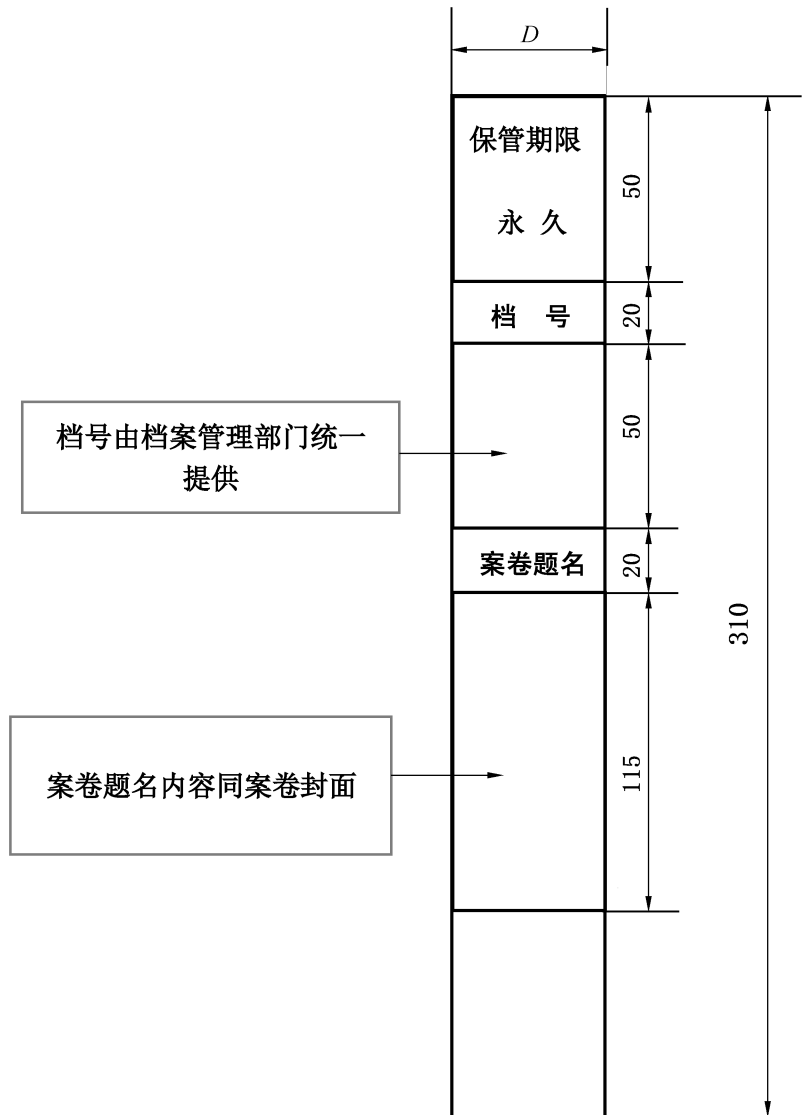 D
保管期限
永 久
50
档 号
20
档号由档案管理部门统一
提供
50
案卷题名
20
310
案卷题名内容同案卷封面
115